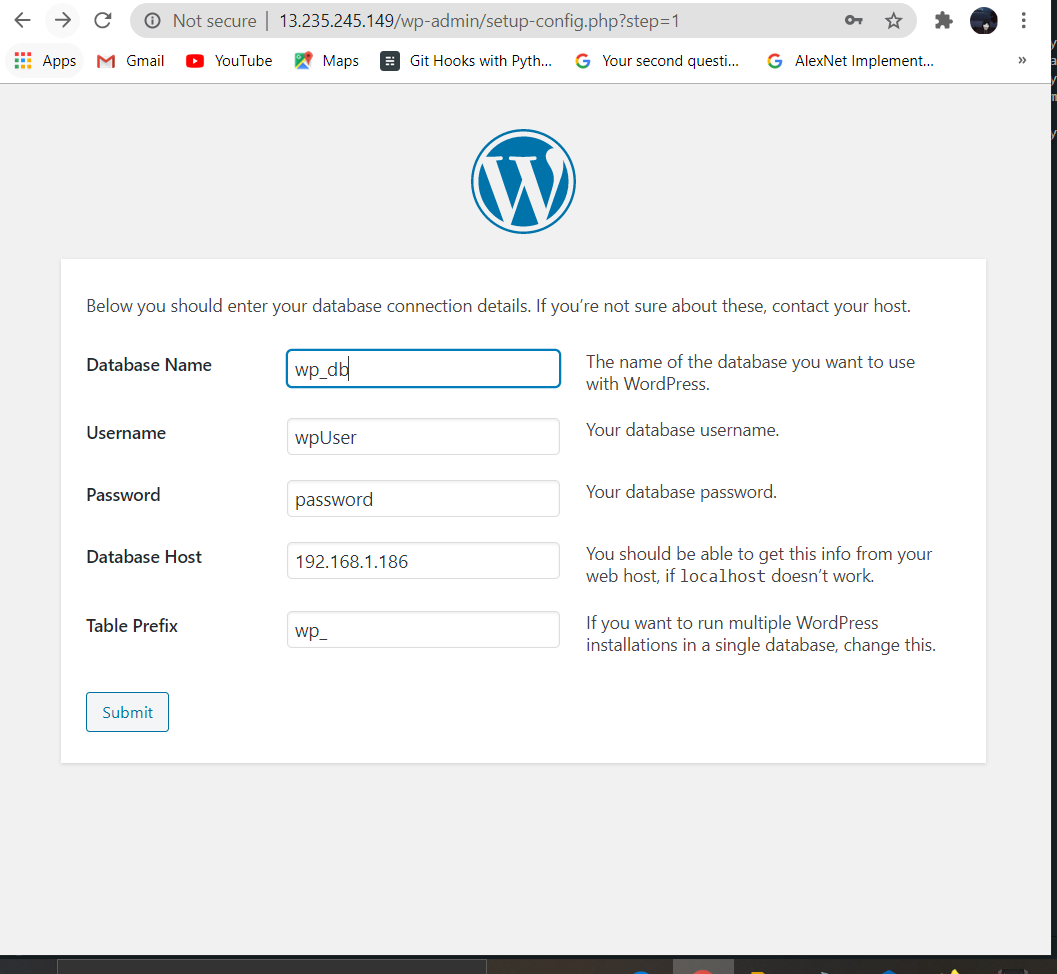 Not secure | 13.235.245.149/wp-admin/setup-config.php?step=1
Apps Gmail YouTube Maps Git Hooks with Pyth... Your second questi... AlexNet Implement... »
Below you should enter your database connection details. If you’re not sure about these, contact your host.
Database Name wp_db The name of the database you want to use
with WordPress.
Username wpUser Your database username.
Password password Your database password.
Database Host 192.168.1.186 You should be able to get this info from your
web host, if localhost doesn’t work.
Table Prefix wp_ If you want to run multiple WordPress
installations in a single database, change this.
Submit